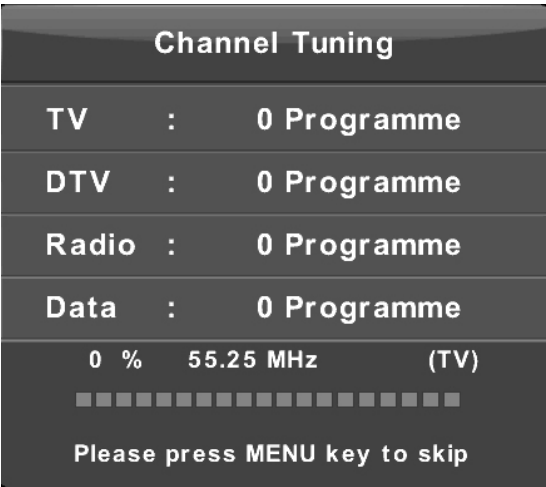 Channel Tuning
TV : 0 Programme
DTV : 0 Programme
Radio : 0 Programme
Data : 0 Programme
0 % 55.25 MHz (TV)
Please press MENU key to skip